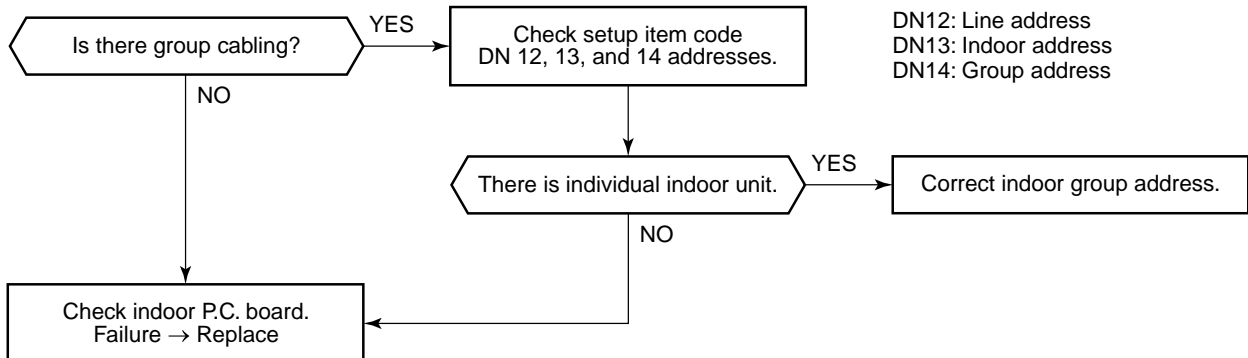 Is there group cabling?
YES
Check setup item code
DN 12, 13, and 14 addresses.
DN12: Line address
DN13: Indoor address
DN14: Group address
NO
There is individual indoor unit.
YES
Correct indoor group address.
NO
Check indoor P.C. board.
Failure → Replace